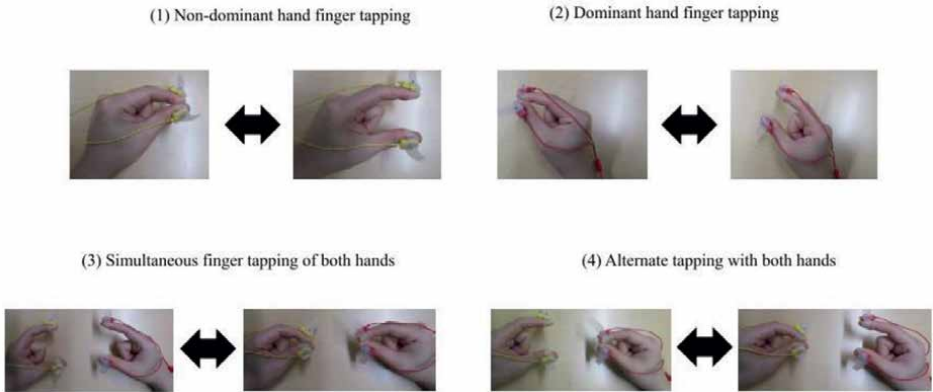 (1) Non-dominant hand finger tapping
(2) Dominant hand finger tapping
(3) Simultaneous finger tapping of both hands
(4) Alternate tapping with both hands